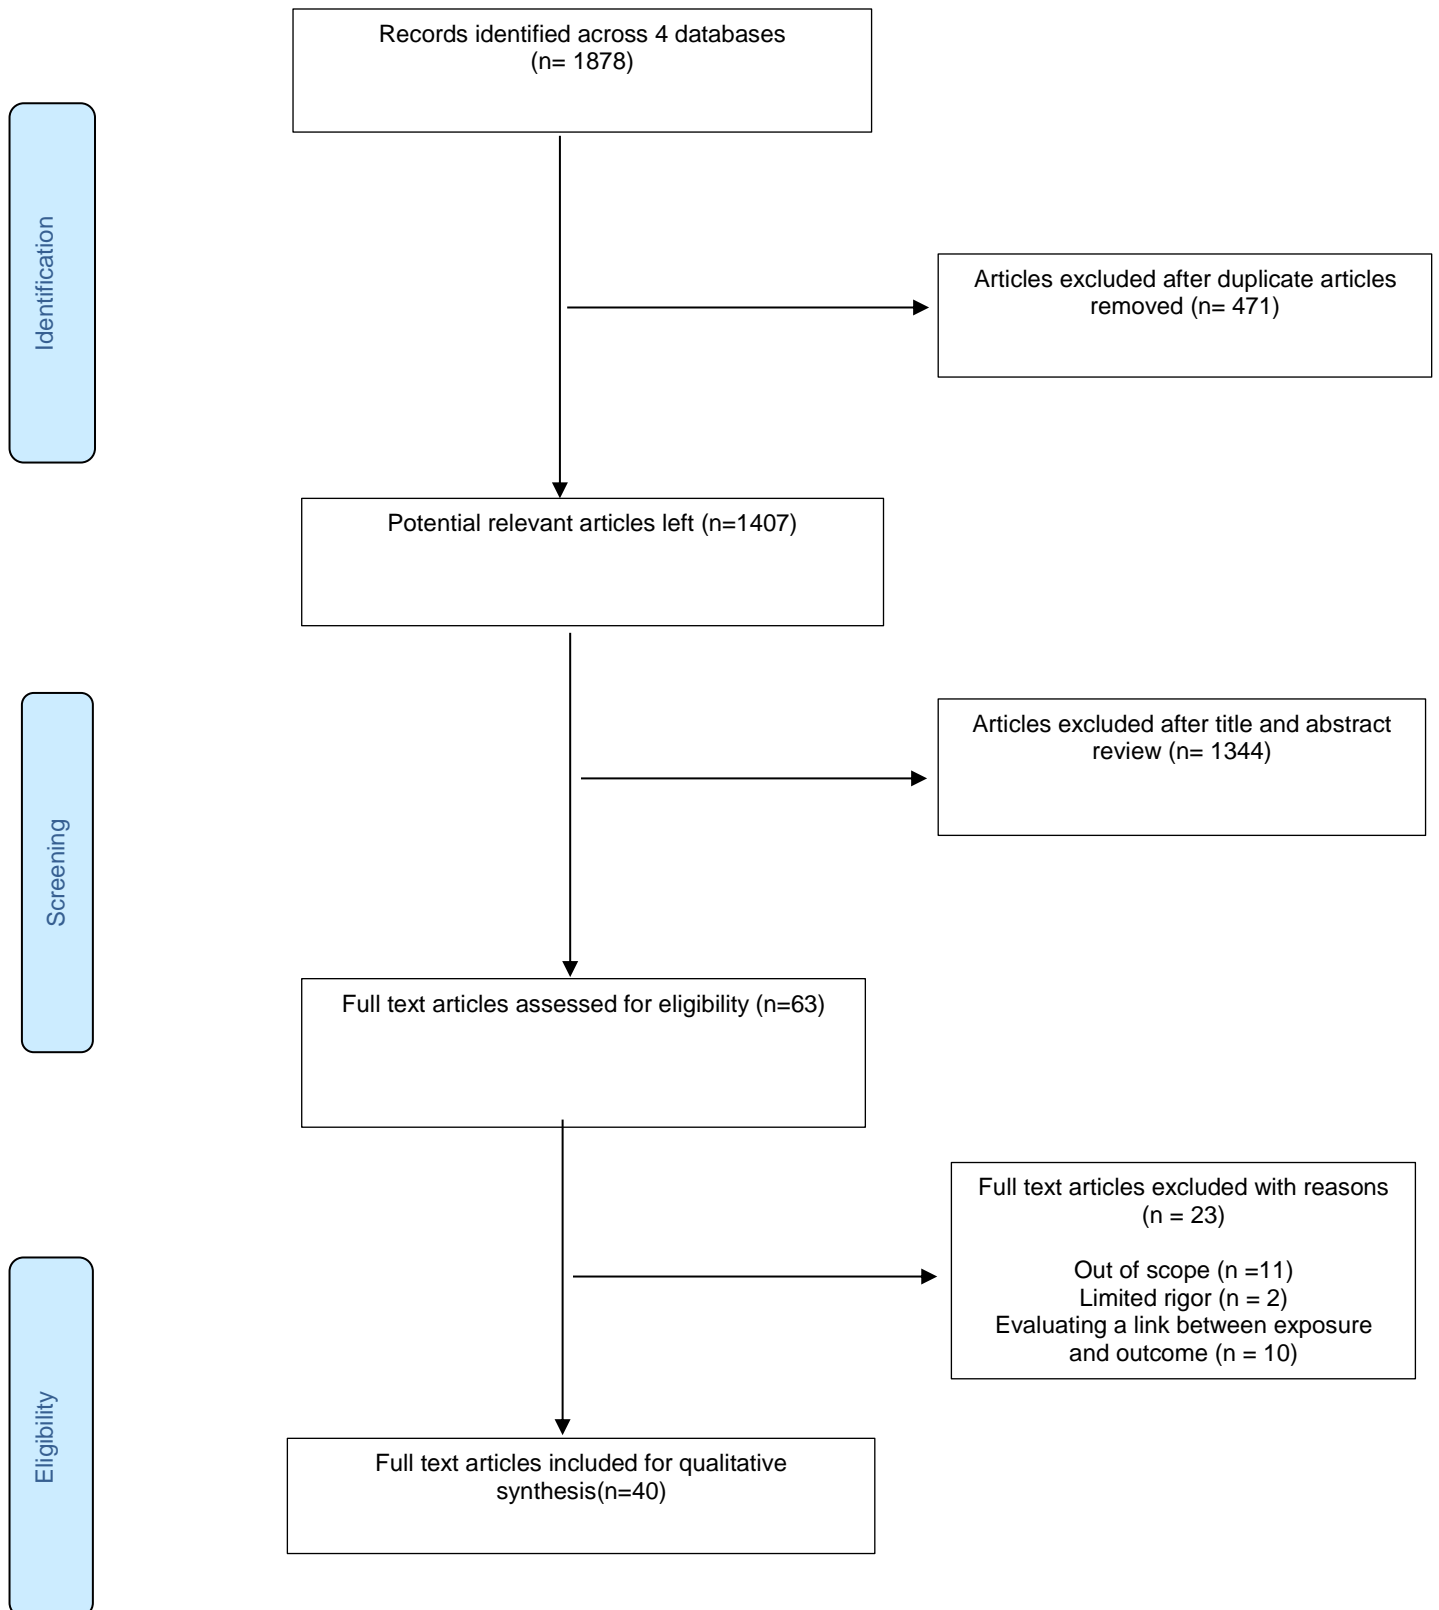 Records identified across 4 databases
(n= 1878)
Identification
Articles excluded after duplicate articles
removed (n= 471)
Potential relevant articles left (n=1407)
Screening
Articles excluded after title and abstract
review (n= 1344)
Full text articles assessed for eligibility (n=63)
Full text articles excluded with reasons
(n = 23)
Out of scope (n =11)
Limited rigor (n = 2)
Evaluating a link between exposure
and outcome (n = 10)
Eligibility
Full text articles included for qualitative
synthesis(n=40)